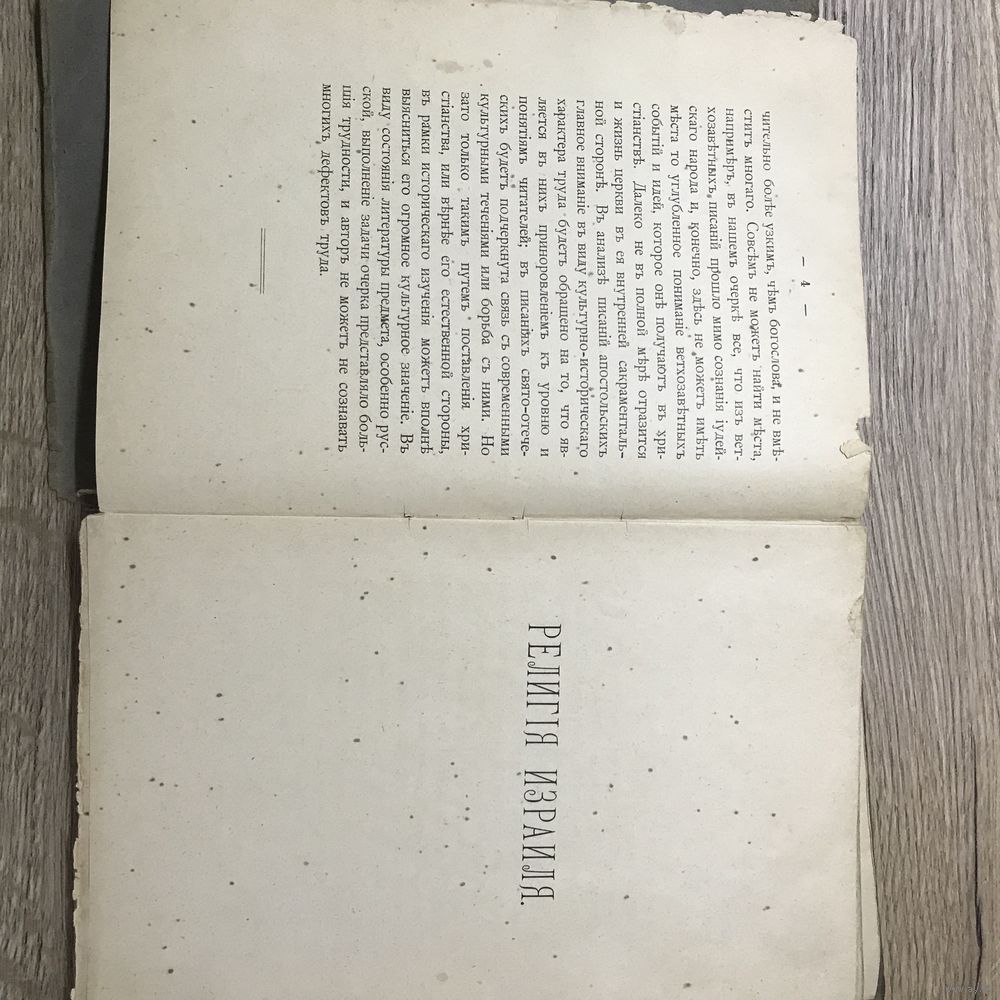 — 4 —
чительно болѣе узкимъ, чѣмъ богослова, и не вмѣ-
ститъ многаго. Совсѣмъ не можетъ найти мѣста,
напримѣръ, въ нашемъ очеркѣ все, что изъ вет-
хозавѣтныхъ писаній прошло мимо сознанія іудей-
скаго народа и, конечно, здѣсь не можетъ имѣть
мѣста то углубленное пониманіе ветхозавѣтныхъ
событій и идей, которое онѣ получаютъ въ хри-
стіанствѣ. Далеко не въ полной мѣрѣ отразится
и жизнь церкви въ ея внутренней сакраменталь-
ной сторонѣ. Въ анализѣ писаній апостольскихъ
главное вниманіе въ виду культурно-историческаго
характера труда будетъ обращено на то, что яв-
ляется въ нихъ приноровленіемъ къ уровню и
понятіямъ читателей; въ писаніяхъ свято-отече-
скихъ будетъ подчеркнута связь съ современными
культурными теченіями или борьба съ ними. Но
зато только такимъ путемъ поставленія хри-
стіанства, или вѣрнѣе его естественной стороны,
въ рамки историческаго изученія можетъ вполнѣ
выясниться его огромное культурное значеніе. Въ
виду состоянія литературы предмета, особенно рус-
ской, выполненіе задачи очерка представляло боль-
шія трудности, и авторъ не можетъ не сознавать
многихъ дефектовъ труда.
РЕЛИГІЯ ИЗРАИЛЯ.